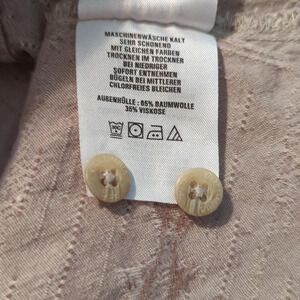 MASCHINENWÄSCHE KALT
SEHR SCHONEND
MIT GLEICHEN FARBEN
TROCKNEN IM TROCKNER
BEI NIEDRIGER
SOFORT ENTNEHMEN
BÜGELN BEI MITTLERER
CHLORFREIES BLEICHEN
AUßENHÜLLE : 65% BAUMWOLLE
35% VISKOSE